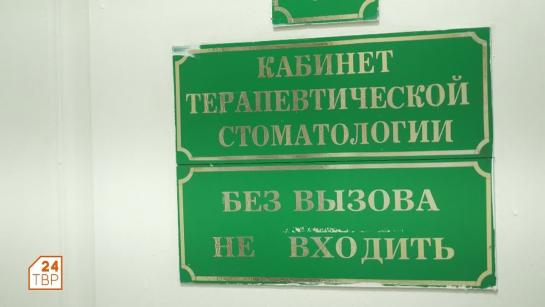 КАБИНЕТ
ТЕРАПЕВТИЧЕСКОЙ
СТОМАТОЛОГИИ
БЕЗ ВЫЗОВА
НЕ ВХОДИТЬ
24
ТВР